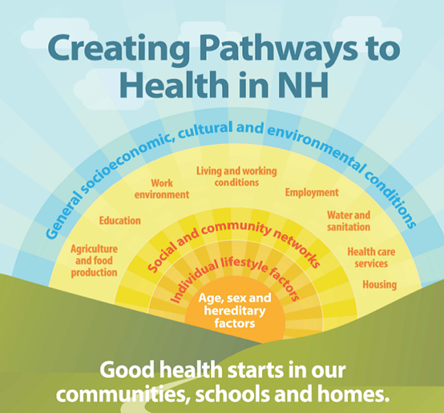 Creating Pathways to
Health in NH
General socioeconomic, cultural and environmental conditions
Living and working
conditions
Work
environment
Employment
Education
Water and
sanitation
Agriculture
and food
production
Health care
services
Housing
Social and community networks
Individual lifestyle factors
Age, sex and
hereditary
factors
Good health starts in our
communities, schools and homes.